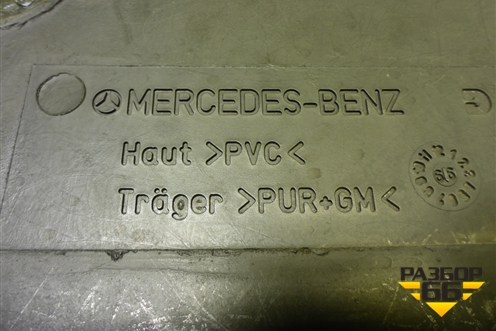 MERCEDES-BENZ
Haut >PVC<
Träger >PUR+GM<
РАЗБОР
66